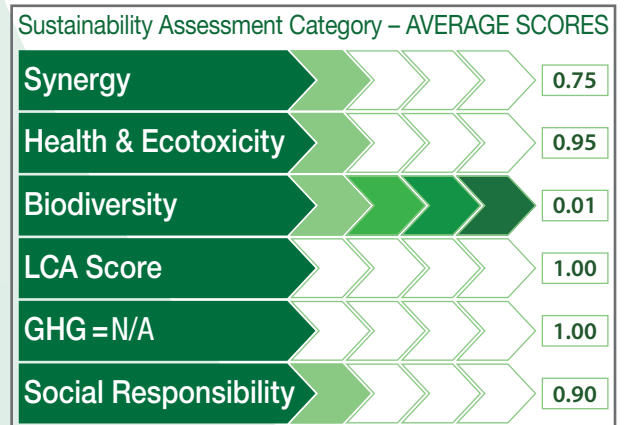 Sustainability Assessment Category – AVERAGE SCORES
Synergy 0.75
Health & Ecotoxicity 0.95
Biodiversity 0.01
LCA Score 1.00
GHG = N/A 1.00
Social Responsibility 0.90